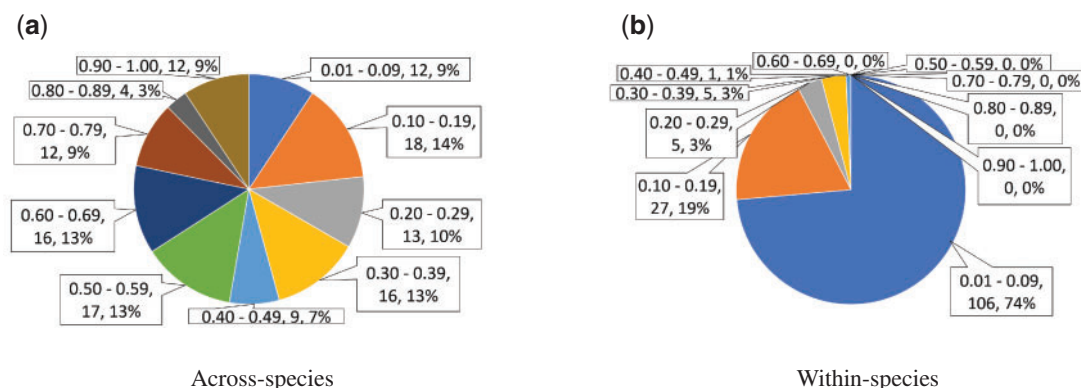 (a)
0.90 - 1.00, 12, 9%
0.01 - 0.09, 12, 9%
0.80 - 0.89, 4, 3%
0.70 - 0.79,
12, 9%
0.10 - 0.19,
18, 14%
0.60 - 0.69,
16, 13%
0.20 - 0.29,
13, 10%
0.50 - 0.59,
17, 13%
0.30 - 0.39,
16, 13%
0.40 - 0.49, 9, 7%
Across-species
(b)
0.60 - 0.69, 0, 0%
0.50 - 0.59, 0, 0%
0.40 - 0.49, 1, 1%
0.70 - 0.79, 0, 0%
0.30 - 0.39, 5, 3%
0.80 - 0.89,
0, 0%
0.20 - 0.29,
5, 3%
0.90 - 1.00,
0, 0%
0.10 - 0.19,
27, 19%
0.01 - 0.09,
106, 74%
Within-species